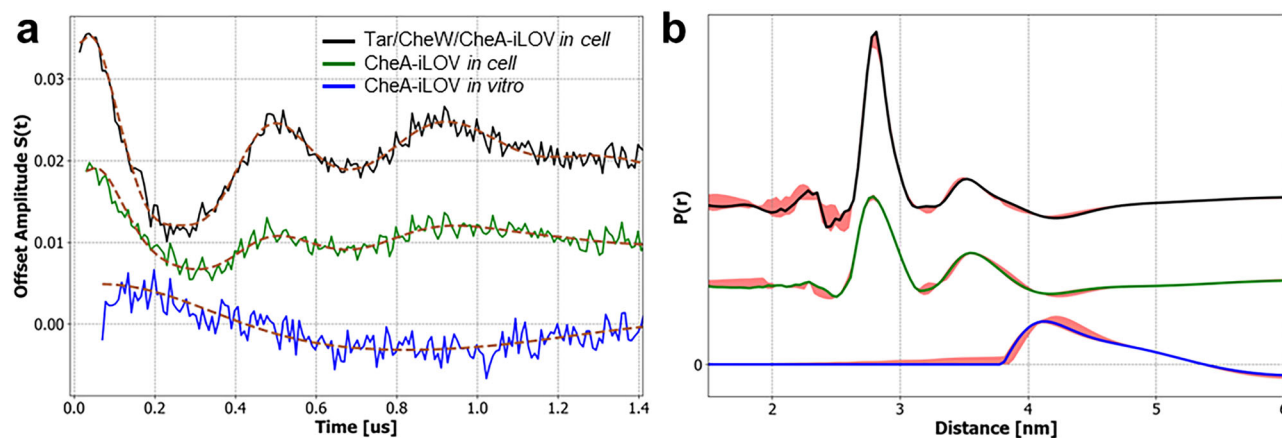 a
Tar/CheW/CheA-iLOV in cell
CheA-iLOV in cell
CheA-iLOV in vitro
Offset Amplitude S(t)
0.03
0.02
0.01
0.00
0.0 0.2 0.4 0.6 0.8 1.0 1.2 1.4
Time [us]
b
P(r)
0
2 3 4 5 6
Distance [nm]